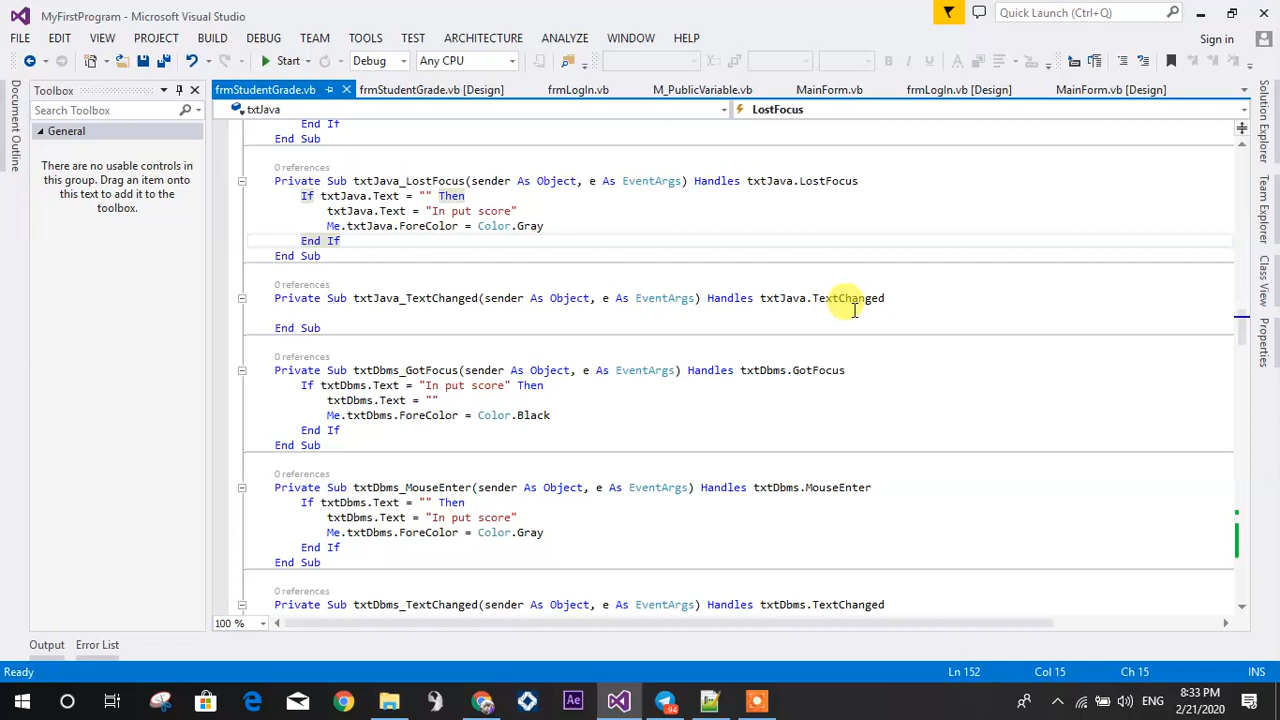 MyFirstProgram - Microsoft Visual Studio
Quick Launch (Ctrl+Q)
FILE EDIT VIEW PROJECT BUILD DEBUG TEAM TOOLS TEST ARCHITECTURE ANALYZE WINDOW HELP
Sign in
Start Debug Any CPU
Document Outline
Toolbox
Search Toolbox
General
There are no usable controls in
this group. Drag an item onto
this text to add it to the
toolbox.
frmStudentGrade.vb frmStudentGrade.vb [Design] frmLogIn.vb M_PublicVariable.vb MainForm.vb frmLogIn.vb [Design] MainForm.vb [Design]
txtJava LostFocus
End If
End Sub
0 references
Private Sub txtJava_LostFocus(sender As Object, e As EventArgs) Handles txtJava.LostFocus
If txtJava.Text = "" Then
txtJava.Text = "In put score"
Me.txtJava.ForeColor = Color.Gray
End If
End Sub
0 references
Private Sub txtJava_TextChanged(sender As Object, e As EventArgs) Handles txtJava.TextChanged
End Sub
0 references
Private Sub txtDbms_GotFocus(sender As Object, e As EventArgs) Handles txtDbms.GotFocus
If txtDbms.Text = "In put score" Then
txtDbms.Text = ""
Me.txtDbms.ForeColor = Color.Black
End If
End Sub
0 references
Private Sub txtDbms_MouseEnter(sender As Object, e As EventArgs) Handles txtDbms.MouseEnter
If txtDbms.Text = "" Then
txtDbms.Text = "In put score"
Me.txtDbms.ForeColor = Color.Gray
End If
End Sub
0 references
Private Sub txtDbms_TextChanged(sender As Object, e As EventArgs) Handles txtDbms.TextChanged
100 %
Solution Explorer
Team Explorer
Class View
Properties
Output Error List
Ready Ln 152 Col 15 Ch 15 INS
Ae
94
ENG
8:33 PM
2/21/2020